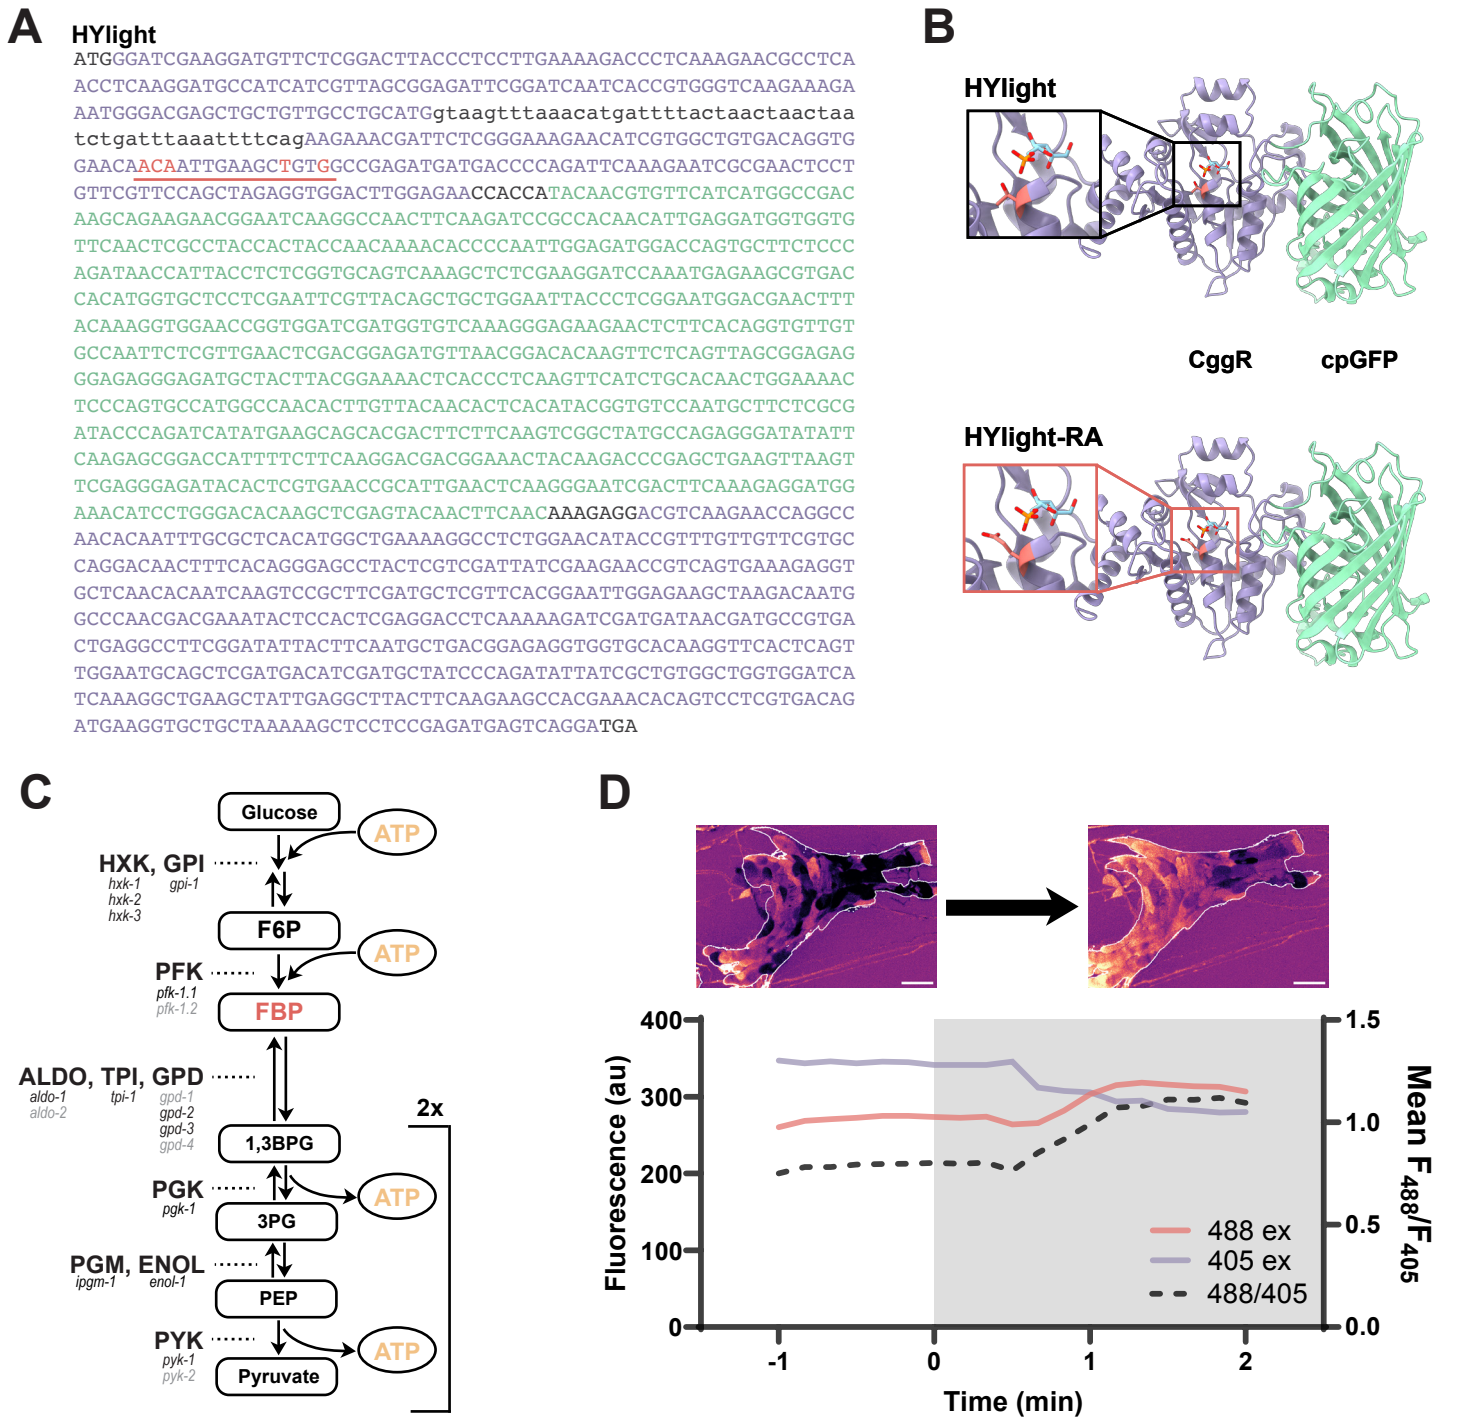 A
HYlight
ATGGGATCGAAGGATGTTCTCGGACTTACCCTCCTTGAAAAGACCCTCAAAGAACGCCTCA
ACCTCAAGGATGCCATCATCGTTAGCGGAGATTCGGATCAATCACCGTGGGTCAAGAAAGA
AATGGGACGAGCTGCTGTTGCCTGCATGgtaagtttaaacatgattttactaactaactaa
tctgatttaaattttcagAAGAAACGATTCTCGGGAAAGAACATCGTGGCTGTGACAGGTG
GAACAACAATTGAAGCTGTGGCCGAGATGATGACCCCAGATTCAAAGAATCGCGAACTCCT
GTTCGTTCCAGCTAGAGGTGGACTTGGAGAACCACCATACAACGTGTTCATCATGGCCGAC
AAGCAGAAGAACGGAATCAAGGCCAACTTCAAGATCCGCCACAACATTGAGGATGGTGGTG
TTCAACTCGCCTACCACTACCAACAAAACACCCCAATTGGAGATGGACCAGTGCTTCTCCC
AGATAACCATTACCTCTCGGTGCAGTCAAAGCTCTCGAAGGATCCAAATGAGAAGCGTGAC
CACATGGTGCTCCTCGAATTCGTTACAGCTGCTGGAATTACCCTCGGAATGGACGAACTTT
ACAAAGGTGGAACCGGTGGATCGATGGTGTCAAAGGGAGAAGAACTCTTCACAGGTGTTGT
GCCAATTCTCGTTGAACTCGACGGAGATGTTAACGGACACAAGTTCTCAGTTAGCGGAGAG
GGAGAGGGAGATGCTACTTACGGAAAACTCACCCTCAAGTTCATCTGCACAACTGGAAAAC
TCCCAGTGCCATGGCCAACACTTGTTACAACACTCACATACGGTGTCCAATGCTTCTCGCG
ATACCCAGATCATATGAAGCAGCACGACTTCTTCAAGTCGGCTATGCCAGAGGGATATATT
CAAGAGCGGACCATTTTCTTCAAGGACGACGGAAACTACAAGACCCGAGCTGAAGTTAAGT
TCGAGGGAGATACACTCGTGAACCGCATTGAACTCAAGGGAATCGACTTCAAAGAGGATGG
AAACATCCTGGGACACAAGCTCGAGTACAACTTCAACAAAGAGGACGTCAAGAACCAGGCC
AACACAATTTGCGCTCACATGGCTGAAAAGGCCTCTGGAACATACCGTTTGTTGTTCGTGC
CAGGACAACTTTCACAGGGAGCCTACTCGTCGATTATCGAAGAACCGTCAGTGAAAGAGGT
GCTCAACACAATCAAGTCCGCTTCGATGCTCGTTCACGGAATTGGAGAAGCTAAGACAATG
GCCCAACGACGAAATACTCCACTCGAGGACCTCAAAAAGATCGATGATAACGATGCCGTGA
CTGAGGCCTTCGGATATTACTTCAATGCTGACGGAGAGGTGGTGCACAAGGTTCACTCAGT
TGGAATGCAGCTCGATGACATCGATGCTATCCCAGATATTATCGCTGTGGCTGGTGGATCA
TCAAAGGCTGAAGCTATTGAGGCTTACTTCAAGAAGCCACGAAACACAGTCCTCGTGACAG
ATGAAGGTGCTGCTAAAAAGCTCCTCCGAGATGAGTCAGGATGA
B
HYlight
CggR
cpGFP
HYlight-RA
C
Glucose
ATP
HXK, GPI
hxk-1 gpi-1
hxk-2
hxk-3
F6P
ATP
PFK
pfk-1.1
pfk-1.2
FBP
ALDO, TPI, GPD
aldo-1 tpi-1 gpd-1
aldo-2 gpd-2
gpd-3
gpd-4
2x
1,3BPG
PGK
pgk-1
ATP
3PG
PGM, ENOL
ipgm-1 enol-1
PEP
PYK
pyk-1
pyk-2
ATP
Pyruvate
D
400
300
200
100
0
Fluorescence (au)
1.5
1.0
0.5
0.0
Mean F488/F405
488 ex
405 ex
488/405
-1
0
1
2
Time (min)